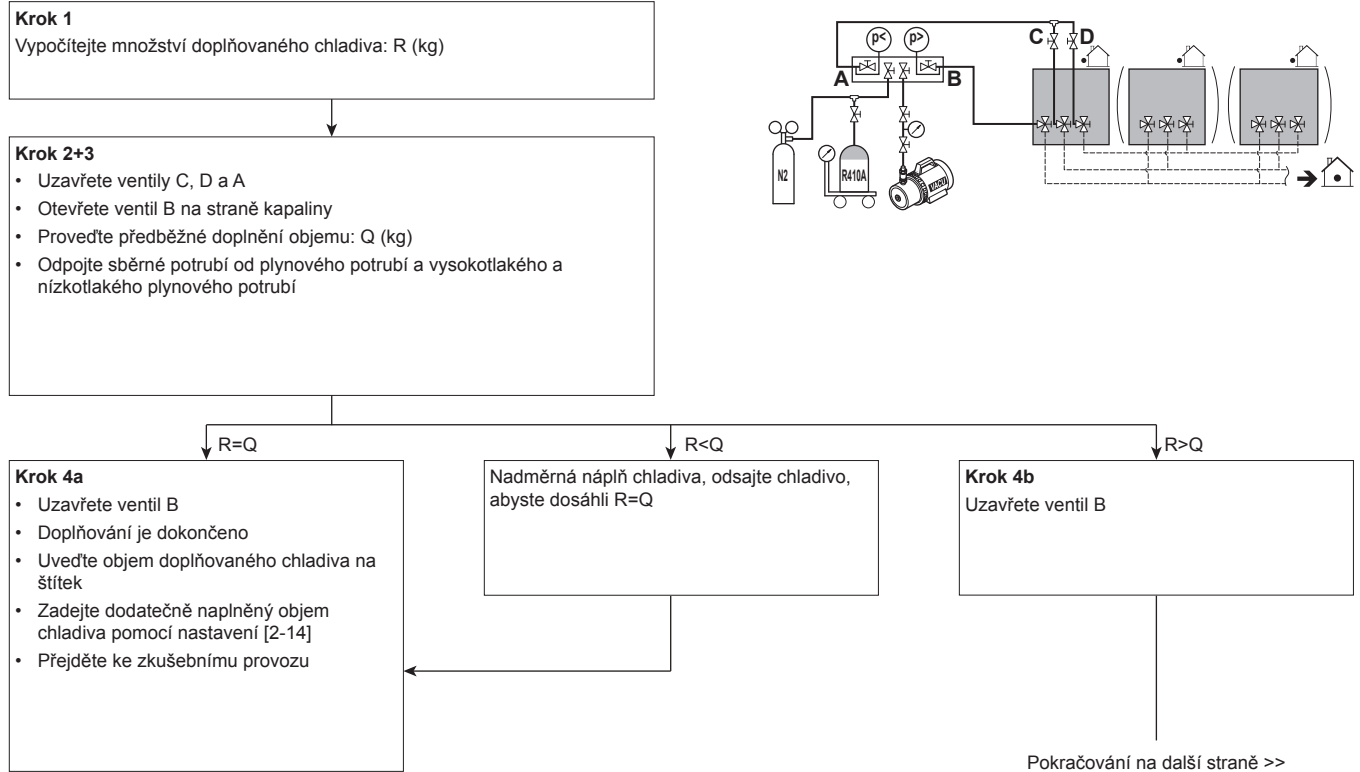 Krok 1
Vypočítejte množství doplňovaného chladiva: R (kg)
p<
p>
A
B
C
D
N2
R410A
VACU
Krok 2+3
• Uzavřete ventily C, D a A
• Otevřete ventil B na straně kapaliny
• Proveďte předběžné doplnění objemu: Q (kg)
• Odpojte sběrné potrubí od plynového potrubí a vysokotlakého a
nízkotlakého plynového potrubí
R=Q
R<Q
R>Q
Krok 4a
• Uzavřete ventil B
• Doplňování je dokončeno
• Uveďte objem doplňovaného chladiva na
štítek
• Zadejte dodatečně naplněný objem
chladiva pomocí nastavení [2-14]
• Přejděte ke zkušebnímu provozu
Nadměrná náplň chladiva, odsajte chladivo,
abyste dosáhli R=Q
Krok 4b
Uzavřete ventil B
Pokračování na další straně >>